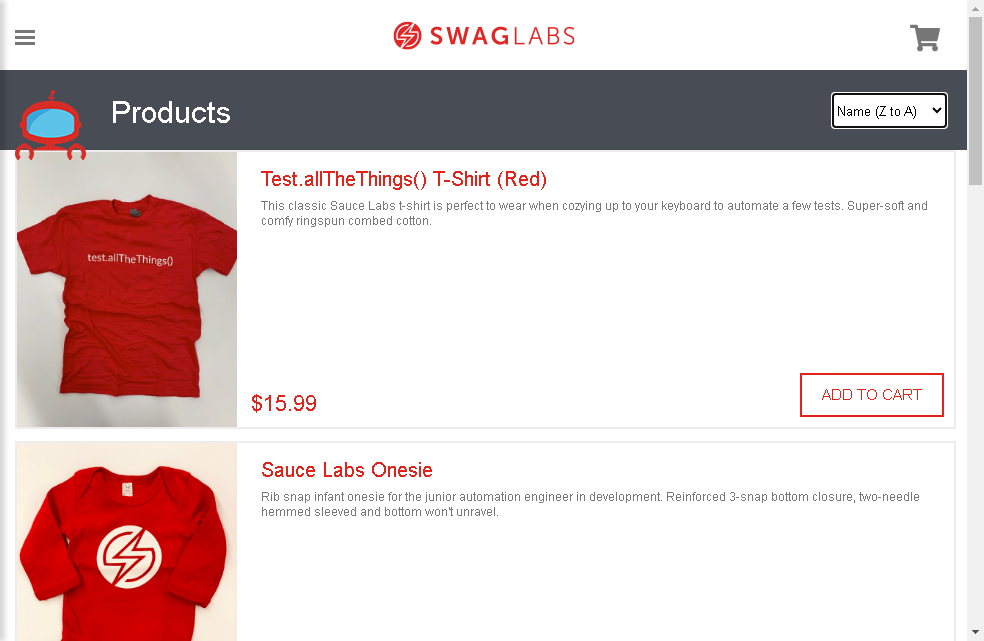 SWAGLABS
Products
Name (Z to A)
test.allTheThings()
Test.allTheThings() T-Shirt (Red)
This classic Sauce Labs t-shirt is perfect to wear when cozying up to your keyboard to automate a few tests. Super-soft and
comfy ringspun combed cotton.
$15.99
ADD TO CART
Sauce Labs Onesie
Rib snap infant onesie for the junior automation engineer in development. Reinforced 3-snap bottom closure, two-needle
hemmed sleeved and bottom won't unravel.